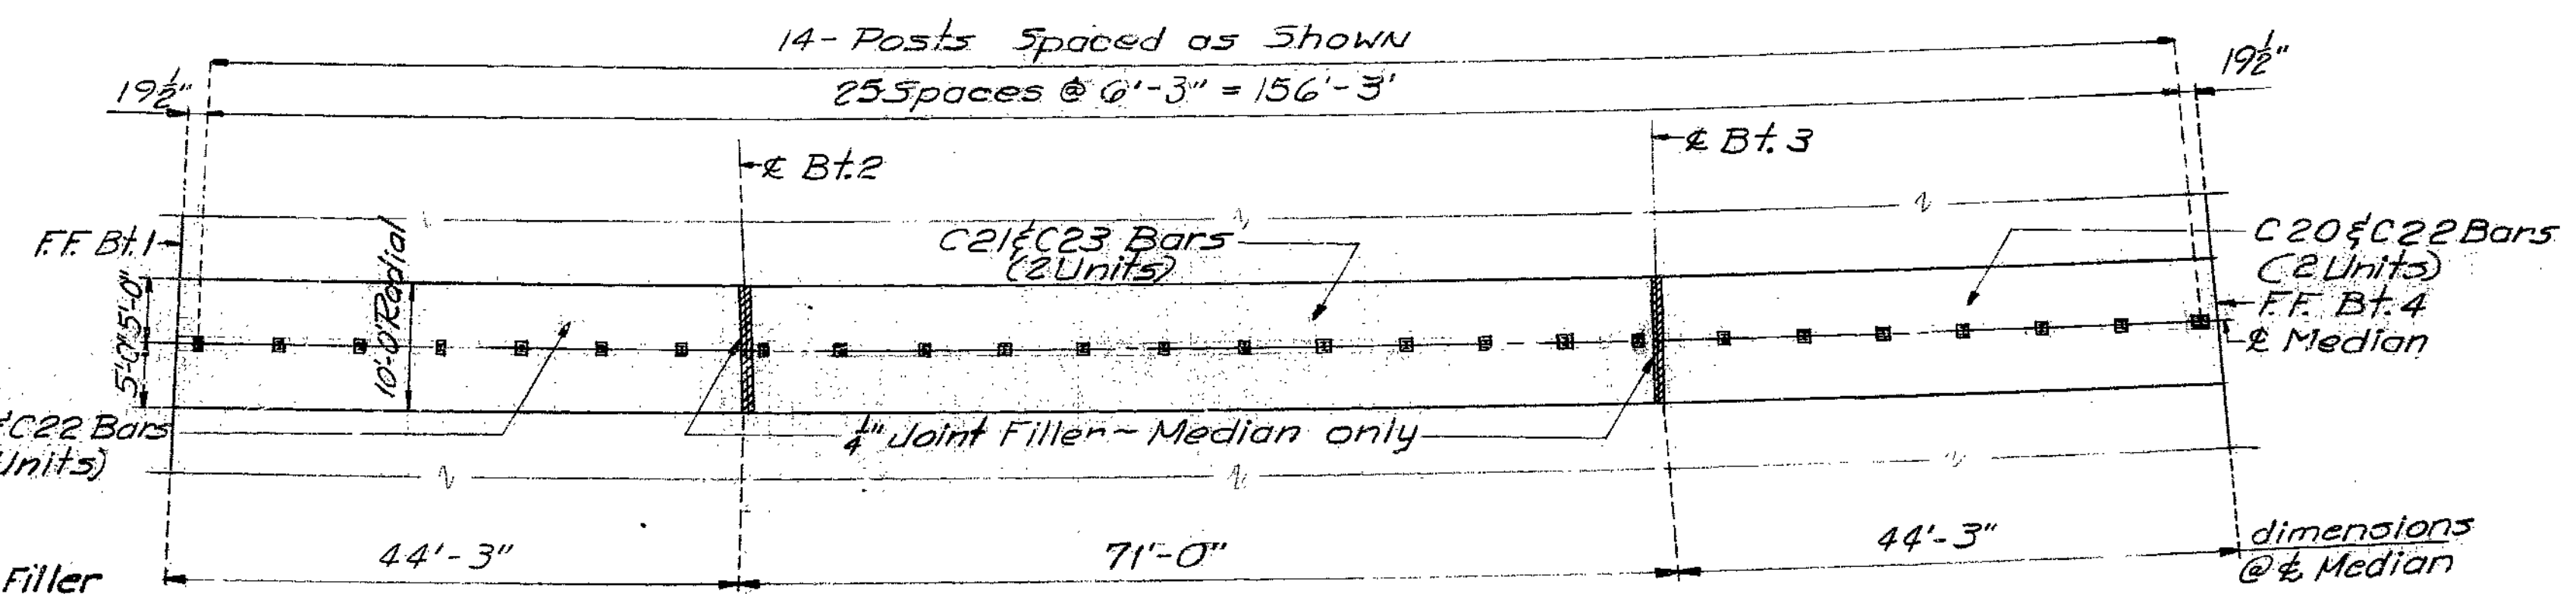 14- Posts Spaced as Shown
19½"
25 Spaces @ 6'-3" = 156'-3'
19½"
℄ Bt. 2
℄ Bt. 3
F.F. Bt. 1
C21 & C23 Bars
(2 Units)
C 20 & C22 Bars
(2 Units)
F.F. Bt. 4
℄ Median
5'-0"
5'-0"
10'-0" Radial
& C22 Bars
Units)
¼" Joint Filler ~ Median only
44'-3"
71'-0"
44'-3"
dimensions
@ ℄ Median
Filler